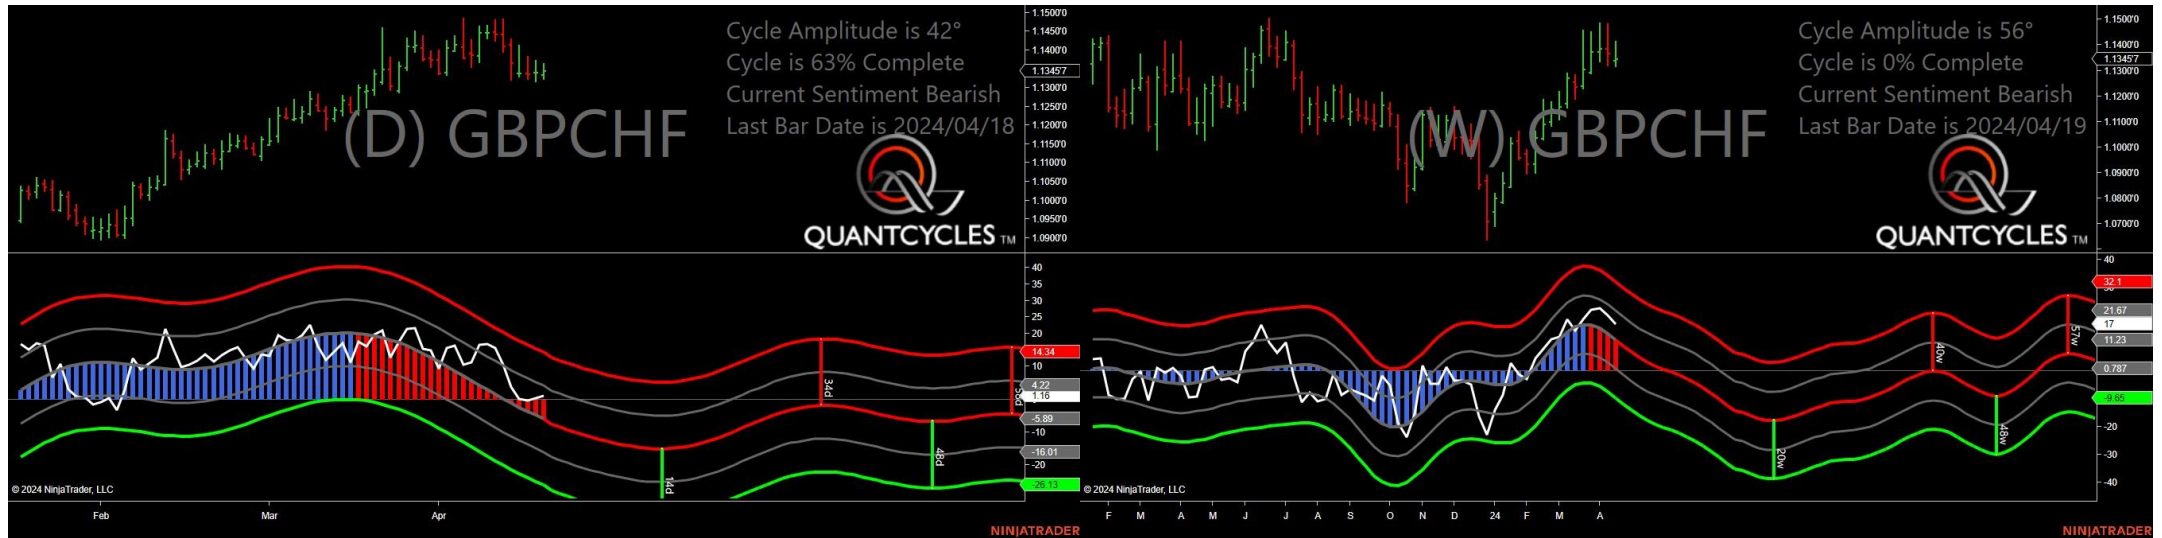 Cycle Amplitude is 42°
Cycle is 63% Complete
Current Sentiment Bearish
Last Bar Date is 2024/04/18
(D) GBPCHF
QUANTCYCLES TM
1.1500'0
1.1450'0
1.1400'0
1.1345'7
1.1300'0
1.1250'0
1.1200'0
1.1150'0
1.1100'0
1.1050'0
1.1000'0
1.0950'0
1.0900'0
40
35
30
25
20
15
14.34
10
4.22
1.16
-5.89
-10
-16.01
-20
-26.13
14d
34d
48d
© 2024 NinjaTrader, LLC
Feb Mar Apr
NINJATRADER
Cycle Amplitude is 56°
Cycle is 0% Complete
Current Sentiment Bearish
Last Bar Date is 2024/04/19
(W) GBPCHF
QUANTCYCLES TM
1.1500'0
1.1400'0
1.1345'7
1.1300'0
1.1200'0
1.1100'0
1.1000'0
1.0900'0
1.0800'0
1.0700'0
40
32.1
21.67
17
11.23
0.787
-9.65
-20
-30
-40
20w
40w
48w
57w
© 2024 NinjaTrader, LLC
F M A M J J A S O N D 24 F M A
NINJATRADER